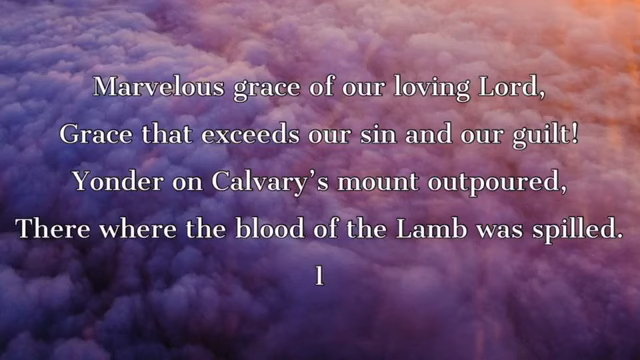 Marvelous grace of our loving Lord,
Grace that exceeds our sin and our guilt!
Yonder on Calvary’s mount outpoured,
There where the blood of the Lamb was spilled.
1